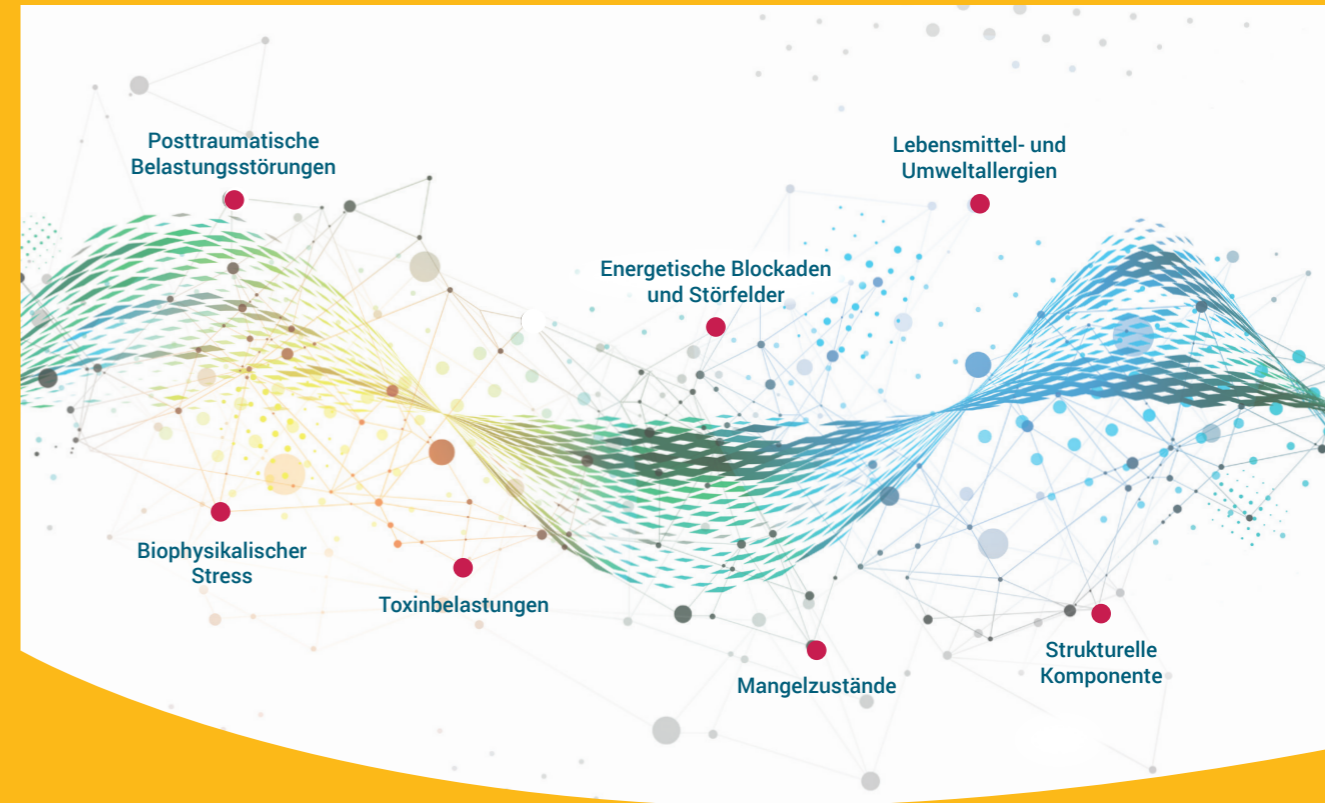 Posttraumatische
Belastungsstörungen
Lebensmittel- und
Umweltallergien
Energetische Blockaden
und Störfelder
Biophysikalischer
Stress
Toxinbelastungen
Mangelzustände
Strukturelle
Komponente